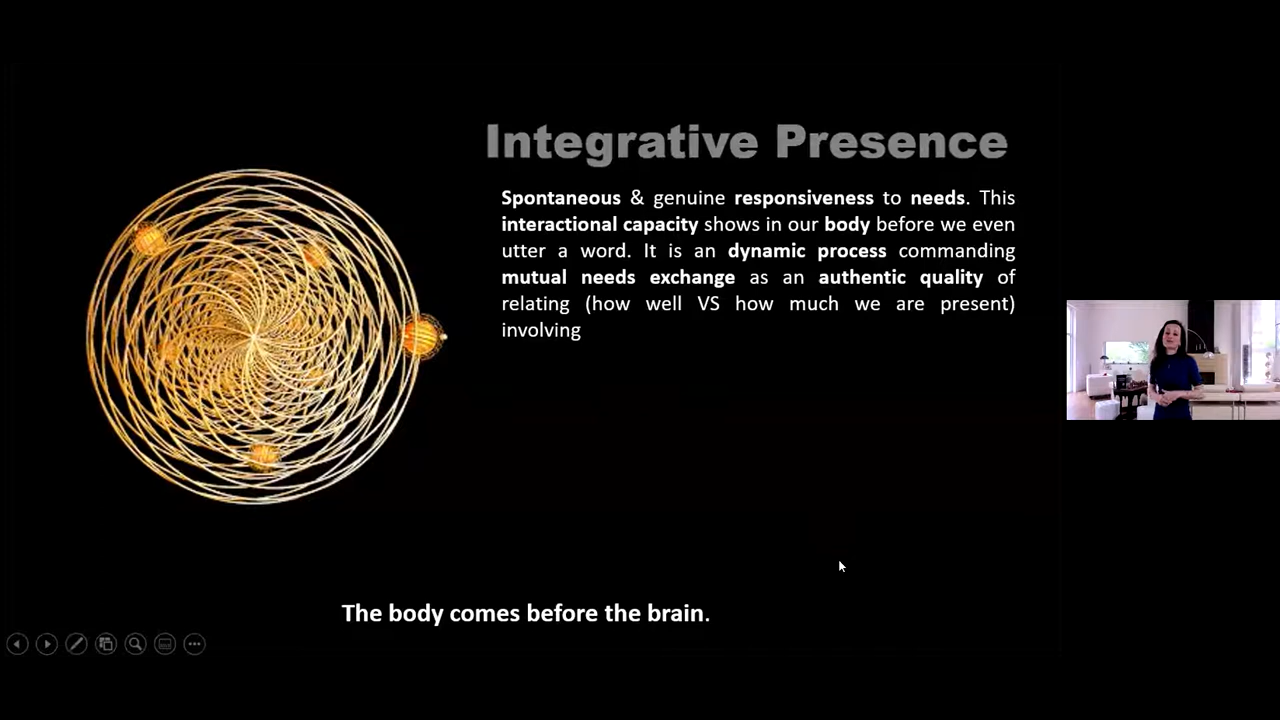 Integrative Presence
Spontaneous & genuine responsiveness to needs. This
interactional capacity shows in our body before we even
utter a word. It is an dynamic process commanding
mutual needs exchange as an authentic quality of
relating (how well VS how much we are present)
involving
The body comes before the brain.